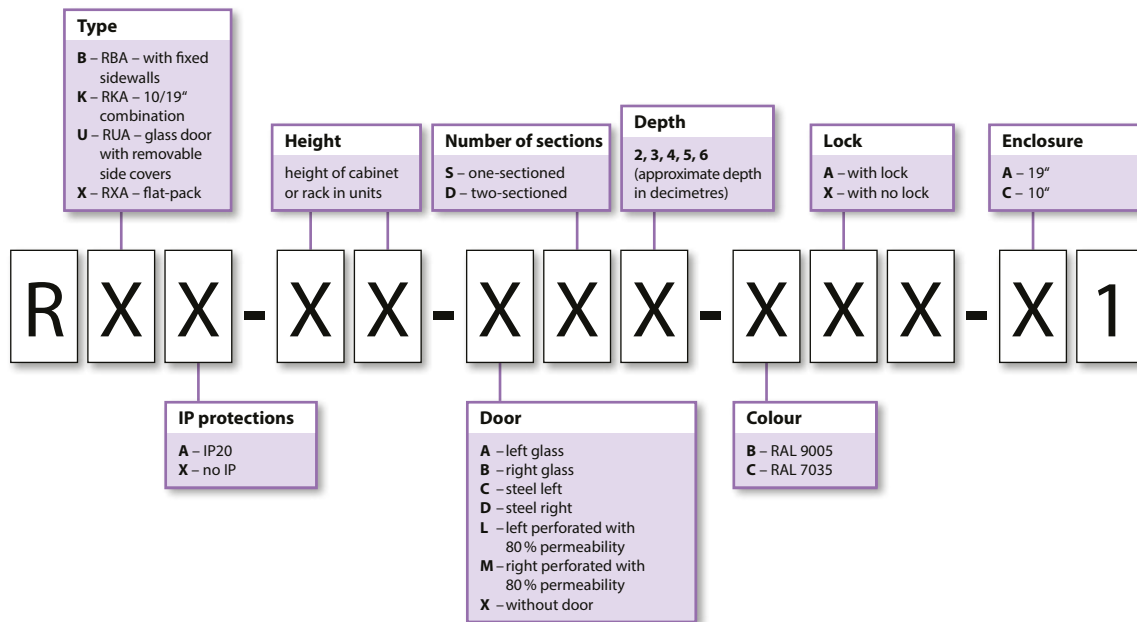 Type
B – RBA – with fixed
sidewalls
K – RKA – 10/19“
combination
U – RUA – glass door
with removable
side covers
X – RXA – flat-pack
Height
height of cabinet
or rack in units
Number of sections
S – one-sectioned
D – two-sectioned
Depth
2, 3, 4, 5, 6
(approximate depth
in decimetres)
Lock
A – with lock
X – with no lock
Enclosure
A – 19“
C – 10“
R X X - X X - X X X - X X X - X 1
IP protections
A – IP20
X – no IP
Door
A – left glass
B – right glass
C – steel left
D – steel right
L – left perforated with
80 % permeability
M – right perforated with
80 % permeability
X – without door
Colour
B – RAL 9005
C – RAL 7035